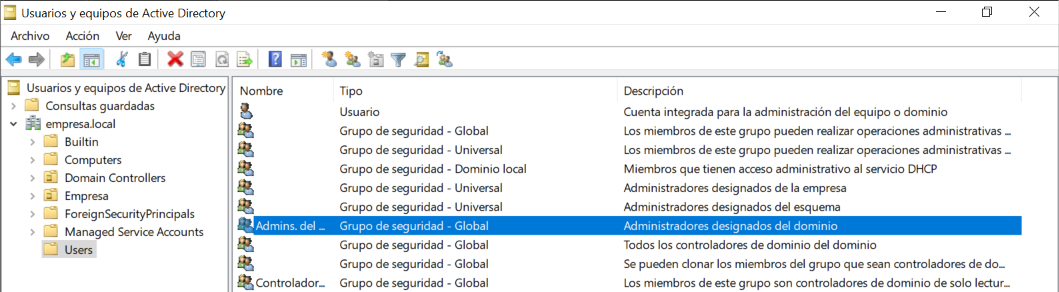 Usuarios y equipos de Active Directory
Archivo Acción Ver Ayuda
Usuarios y equipos de Active Directory
Consultas guardadas
empresa.local
Builtin
Computers
Domain Controllers
Empresa
ForeignSecurityPrincipals
Managed Service Accounts
Users
Nombre Tipo Descripción
Usuario Cuenta integrada para la administración del equipo o dominio
Grupo de seguridad - Global Los miembros de este grupo pueden realizar operaciones administrativas ...
Grupo de seguridad - Universal Los miembros de este grupo pueden realizar operaciones administrativas ...
Grupo de seguridad - Dominio local Miembros que tienen acceso administrativo al servicio DHCP
Grupo de seguridad - Universal Administradores designados de la empresa
Grupo de seguridad - Universal Administradores designados del esquema
Admins. del ... Grupo de seguridad - Global Administradores designados del dominio
Grupo de seguridad - Global Todos los controladores de dominio del dominio
Grupo de seguridad - Global Se pueden clonar los miembros del grupo que sean controladores de do...
Controlador... Grupo de seguridad - Global Los miembros de este grupo son controladores de dominio de solo lectur...